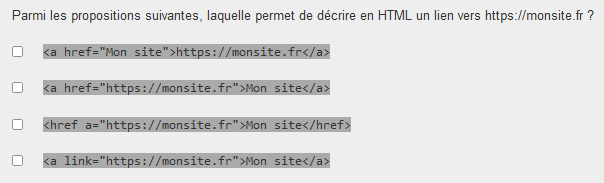 Parmi les propositions suivantes, laquelle permet de décrire en HTML un lien vers https://monsite.fr ?
<a href="Mon site">https://monsite.fr</a>
<a href="https://monsite.fr">Mon site</a>
<href a="https://monsite.fr">Mon site</href>
<a link="https://monsite.fr">Mon site</a>